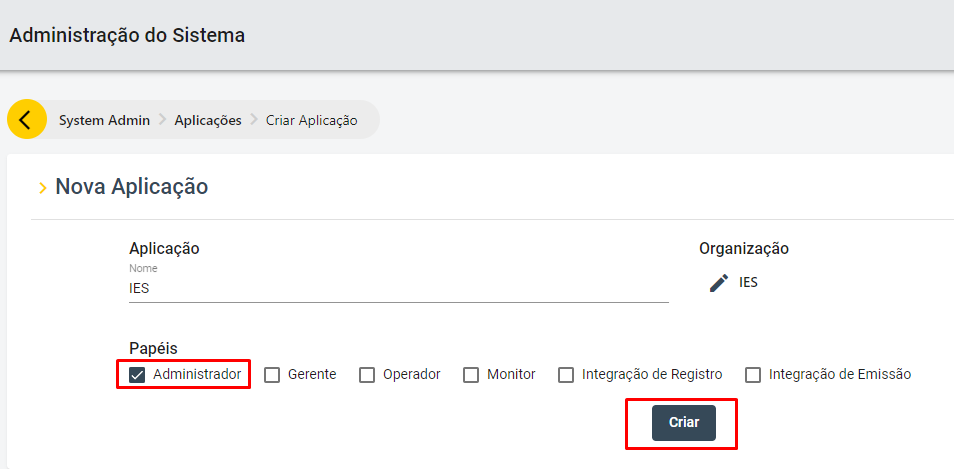 Administração do Sistema
System Admin Aplicações Criar Aplicação
Nova Aplicação
Aplicação Organização
Nome
IES IES
Papéis
Administrador Gerente Operador Monitor Integração de Registro Integração de Emissão
Criar